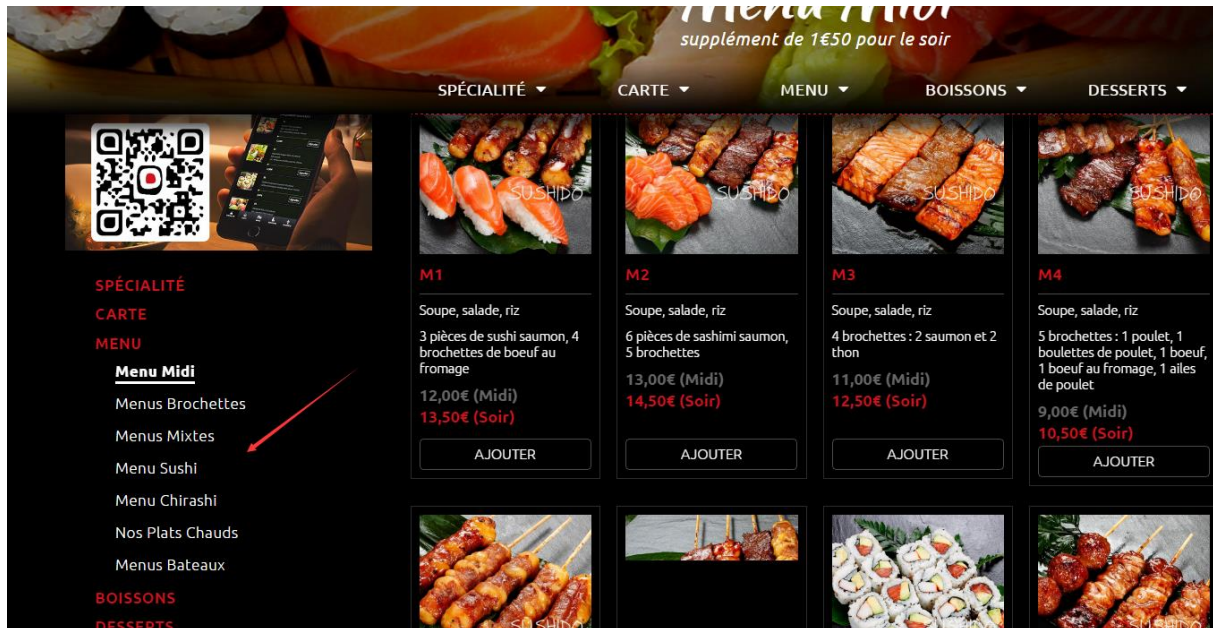 Menu Midi
supplément de 1€50 pour le soir
SPÉCIALITÉ
CARTE
MENU
BOISSONS
DESSERTS
SPÉCIALITÉ
CARTE
MENU
Menu Midi
Menus Brochettes
Menus Mixtes
Menu Sushi
Menu Chirashi
Nos Plats Chauds
Menus Bateaux
BOISSONS
DESSERTS
SUSHIDO
M1
Soupe, salade, riz
3 pièces de sushi saumon, 4
brochettes de boeuf au
fromage
12,00€ (Midi)
13,50€ (Soir)
AJOUTER
SUSHIDO
M2
Soupe, salade, riz
6 pièces de sashimi saumon,
5 brochettes
13,00€ (Midi)
14,50€ (Soir)
AJOUTER
SUSHIDO
M3
Soupe, salade, riz
4 brochettes : 2 saumon et 2
thon
11,00€ (Midi)
12,50€ (Soir)
AJOUTER
SUSHIDO
M4
Soupe, salade, riz
5 brochettes : 1 poulet, 1
boulettes de poulet, 1 boeuf,
1 boeuf au fromage, 1 ailes
de poulet
9,00€ (Midi)
10,50€ (Soir)
AJOUTER
SUSHIDO
SUSHIDO
SUSHIDO